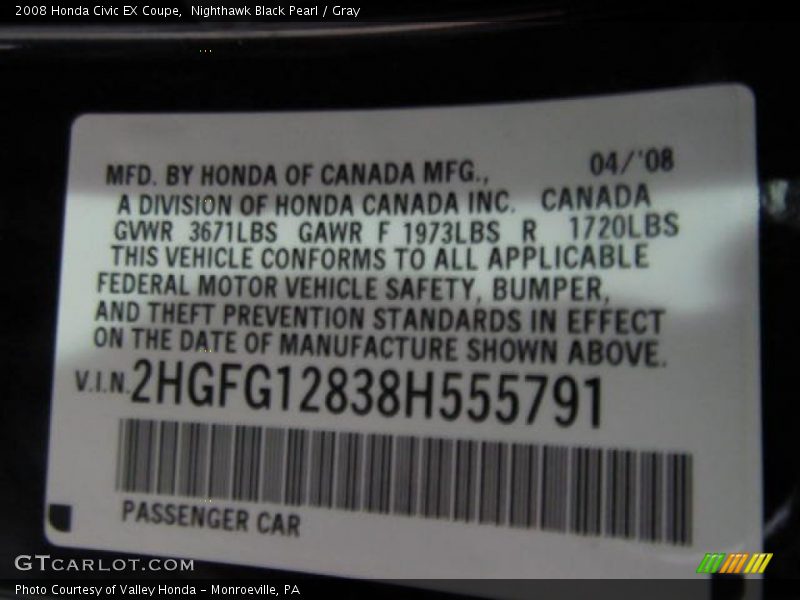 2008 Honda Civic EX Coupe,  Nighthawk Black Pearl / Gray
MFD. BY HONDA OF CANADA MFG., 04/'08
A DIVISION OF HONDA CANADA INC. CANADA
GVWR 3671LBS GAWR F 1973LBS R 1720LBS
THIS VEHICLE CONFORMS TO ALL APPLICABLE
FEDERAL MOTOR VEHICLE SAFETY, BUMPER,
AND THEFT PREVENTION STANDARDS IN EFFECT
ON THE DATE OF MANUFACTURE SHOWN ABOVE.
V.I.N. 2HGFG12838H555791
PASSENGER CAR
GTCARLOT.COM
Photo Courtesy of Valley Honda - Monroeville, PA